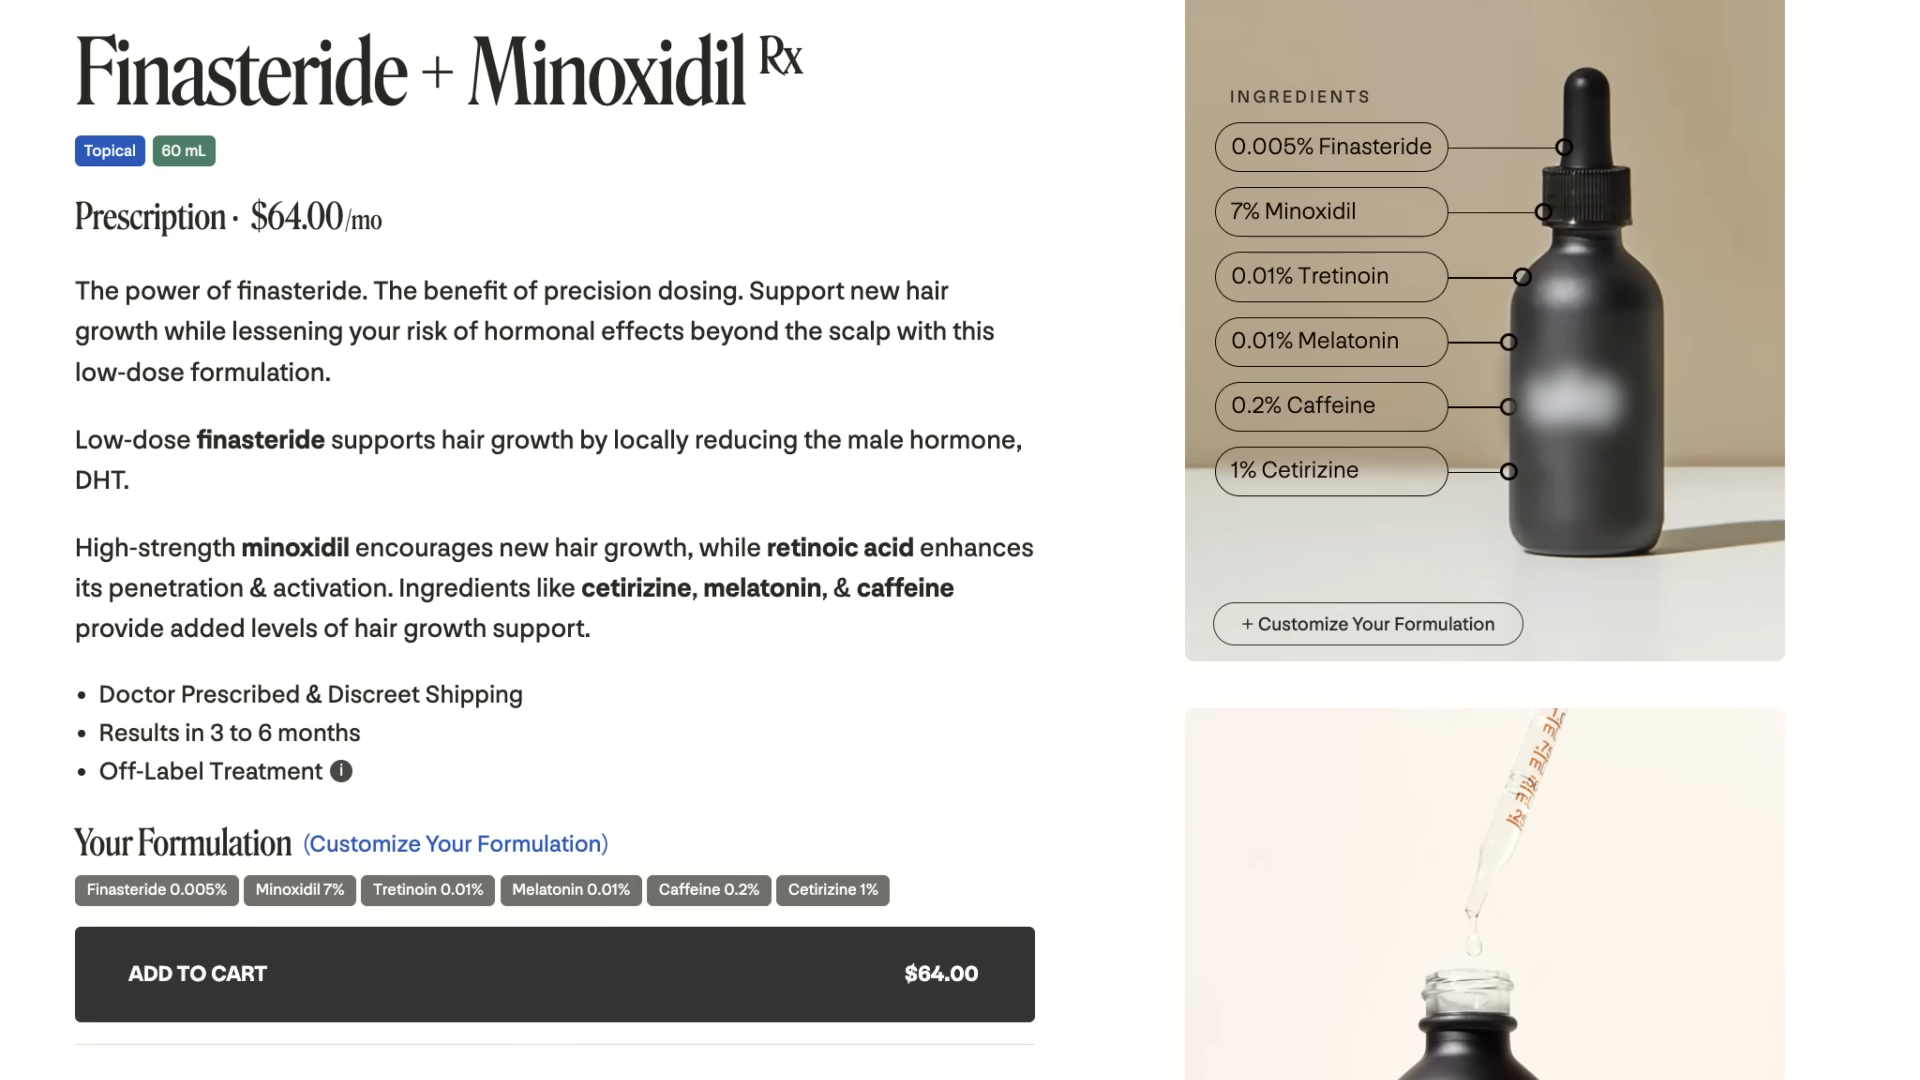 Finasteride + Minoxidil Rx
Topical
60 mL
Prescription · $64.00/mo
The power of finasteride. The benefit of precision dosing. Support new hair
growth while lessening your risk of hormonal effects beyond the scalp with this
low-dose formulation.
Low-dose finasteride supports hair growth by locally reducing the male hormone,
DHT.
High-strength minoxidil encourages new hair growth, while retinoic acid enhances
its penetration & activation. Ingredients like cetirizine, melatonin, & caffeine
provide added levels of hair growth support.
• Doctor Prescribed & Discreet Shipping
• Results in 3 to 6 months
• Off-Label Treatment i
Your Formulation (Customize Your Formulation)
Finasteride 0.005%
Minoxidil 7%
Tretinoin 0.01%
Melatonin 0.01%
Caffeine 0.2%
Cetirizine 1%
ADD TO CART $64.00
INGREDIENTS
0.005% Finasteride
7% Minoxidil
0.01% Tretinoin
0.01% Melatonin
0.2% Caffeine
1% Cetirizine
+ Customize Your Formulation